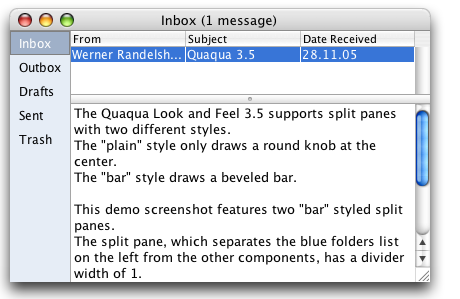 Inbox (1 message)
Inbox
Outbox
Drafts
Sent
Trash
From Subject Date Received
Werner Randelsh... Quaqua 3.5 28.11.05
The Quaqua Look and Feel 3.5 supports split panes
with two different styles.
The "plain" style only draws a round knob at the
center.
The "bar" style draws a beveled bar.
This demo screenshot features two "bar" styled split
panes.
The split pane, which separates the blue folders list
on the left from the other components, has a divider
width of 1.